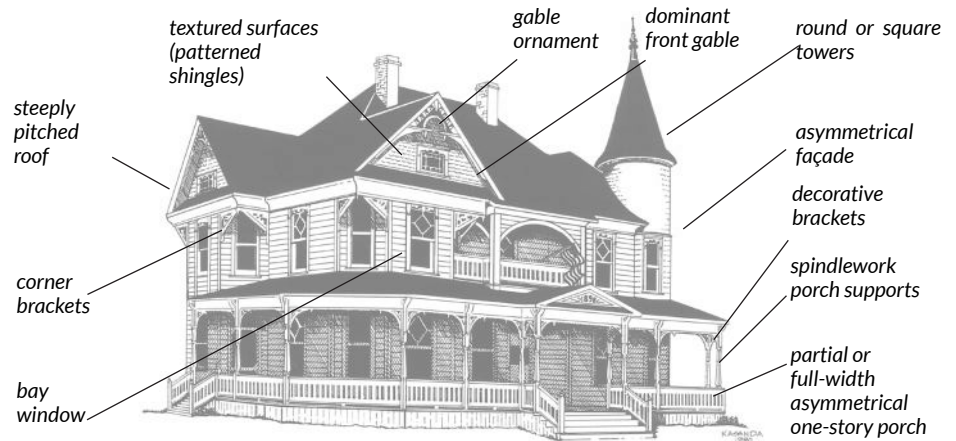 textured surfaces
(patterned
shingles)
gable
ornament
dominant
front gable
round or square
towers
steeply
pitched
roof
asymmetrical
façade
decorative
brackets
corner
brackets
spindlework
porch supports
bay
window
partial or
full-width
asymmetrical
one-story porch